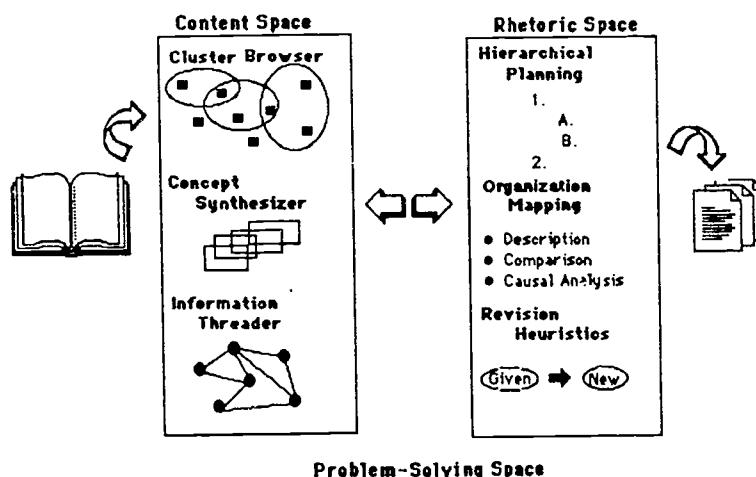 Content Space
Cluster Browser
Concept
Synthesizer
Information
Threader
Rhetoric Space
Hierarchical
Planning
1.
A.
B.
2.
Organization
Mapping
● Description
● Comparison
● Causal Analysis
Revision
Heuristics
Given
New
Problem-Solving Space